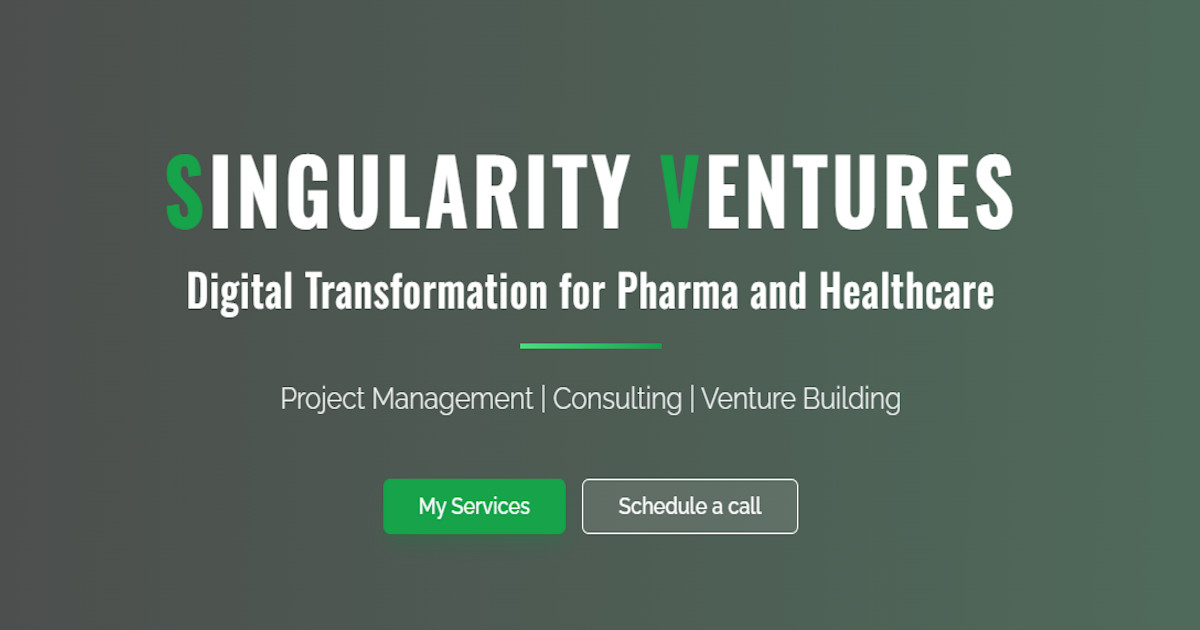 SINGULARITY VENTURES
Digital Transformation for Pharma and Healthcare
Project Management | Consulting | Venture Building
My Services
Schedule a call